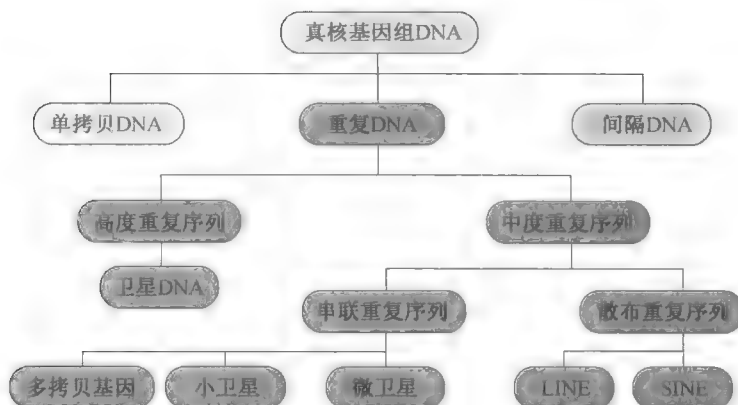 真核基因组DNA
单拷贝DNA
重复DNA
间隔DNA
高度重复序列
中度重复序列
卫星DNA
串联重复序列
散布重复序列
多拷贝基因
小卫星
微卫星
LINE
SINE